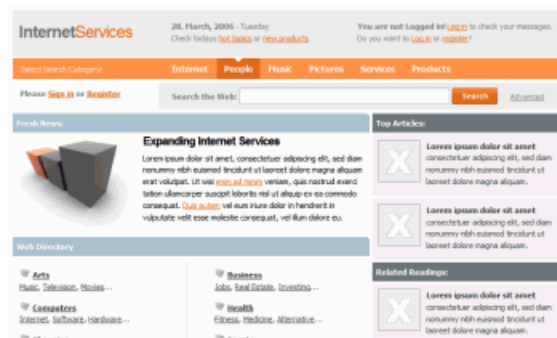 InternetServices
28. March, 2006 - Tuesday
Check todays hot topics or new products
You are not Logged in! Log in to check your messages.
Do you want to Log in or register?
Select Search Category:
Internet
People
Music
Pictures
Services
Products
Please Sign in or Register
Search the Web:
Search
Advanced
Fresh News:
Expanding Internet Services
Lorem ipsum dolor sit amet, consectetuer adipiscing elit, sed diam
nonummy nibh euismod tincidunt ut laoreet dolore magna aliquam
erat volutpat. Ut wisi enim ad minim veniam, quis nostrud exerci
tation ullamcorper suscipit lobortis nisl ut aliquip ex ea commodo
consequat. Duis autem vel eum iriure dolor in hendrerit in
vulputate velit esse molestie consequat, vel illum dolore eu.
Web Directory
Arts
Music, Television, Movies...
Business
Jobs, Real Estate, Investing...
Computers
Internet, Software, Hardware...
Health
Fitness, Medicine, Alternative...
Top Articles:
Lorem ipsum dolor sit amet
consectetuer adipiscing elit, sed diam
nonummy nibh euismod tincidunt ut
laoreet dolore magna aliquam.
Lorem ipsum dolor sit amet
consectetuer adipiscing elit, sed diam
nonummy nibh euismod tincidunt ut
laoreet dolore magna aliquam.
Related Readings:
Lorem ipsum dolor sit amet
consectetuer adipiscing elit, sed diam
nonummy nibh euismod tincidunt ut
laoreet dolore magna aliquam.